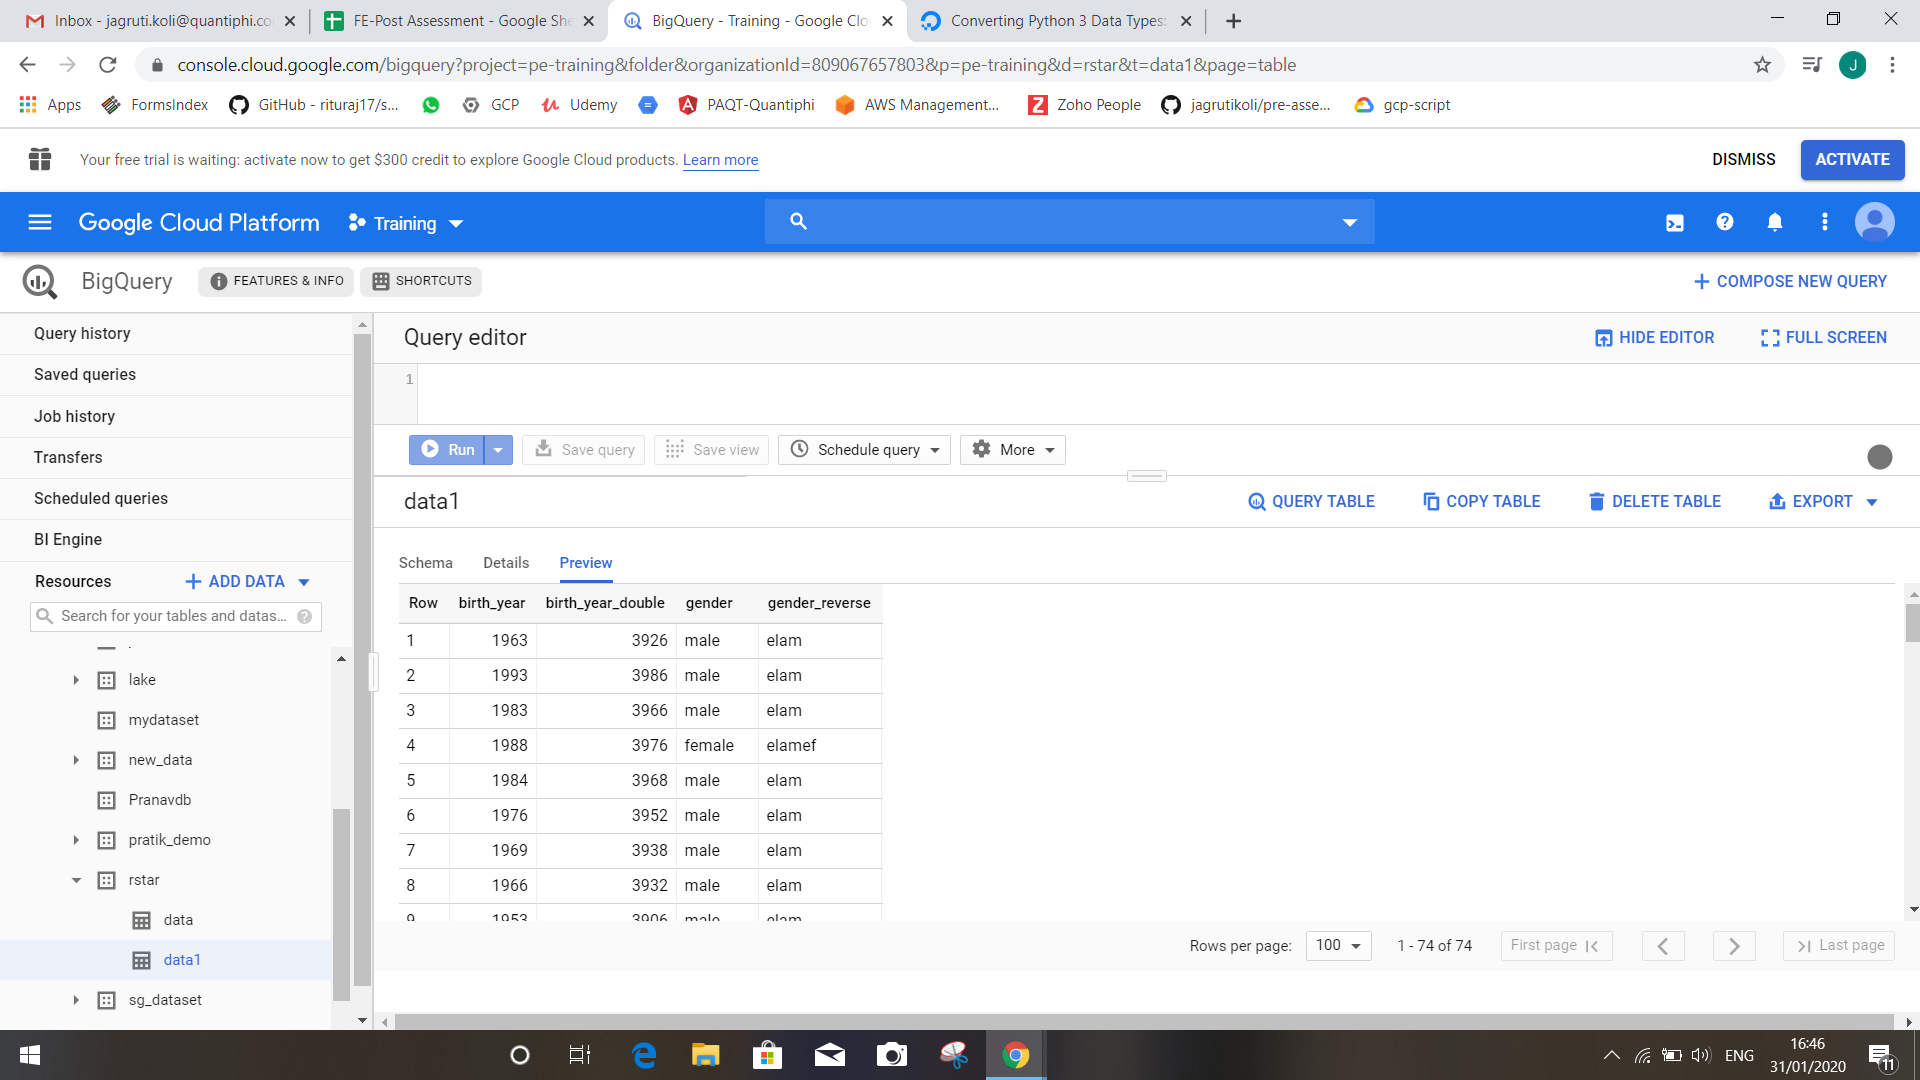 Inbox - jagruti.koli@quantiphi.co
FE-Post Assessment - Google She
BigQuery - Training - Google Clo
Converting Python 3 Data Types:
console.cloud.google.com/bigquery?project=pe-training&folder&organizationId=809067657803&p=pe-training&d=rstar&t=data1&page=table
J
Apps
FormsIndex
GitHub - rituraj17/s...
GCP
Udemy
PAQT-Quantiphi
AWS Management...
Zoho People
jagrutikoli/pre-asse...
gcp-script
Your free trial is waiting: activate now to get $300 credit to explore Google Cloud products. Learn more
DISMISS
ACTIVATE
Google Cloud Platform
Training
BigQuery
FEATURES & INFO
SHORTCUTS
COMPOSE NEW QUERY
Query history
Saved queries
Job history
Transfers
Scheduled queries
BI Engine
Resources
ADD DATA
Search for your tables and datas...
lake
mydataset
new_data
Pranavdb
pratik_demo
rstar
data
data1
sg_dataset
Query editor
HIDE EDITOR
FULL SCREEN
1
Run
Save query
Save view
Schedule query
More
data1
QUERY TABLE
COPY TABLE
DELETE TABLE
EXPORT
Schema Details Preview
Row birth_year birth_year_double gender gender_reverse
1 1963 3926 male elam
2 1993 3986 male elam
3 1983 3966 male elam
4 1988 3976 female elamef
5 1984 3968 male elam
6 1976 3952 male elam
7 1969 3938 male elam
8 1966 3932 male elam
9 1953 3906 male elam
Rows per page: 100
1 - 74 of 74
First page
Last page
ENG
16:46
31/01/2020
11